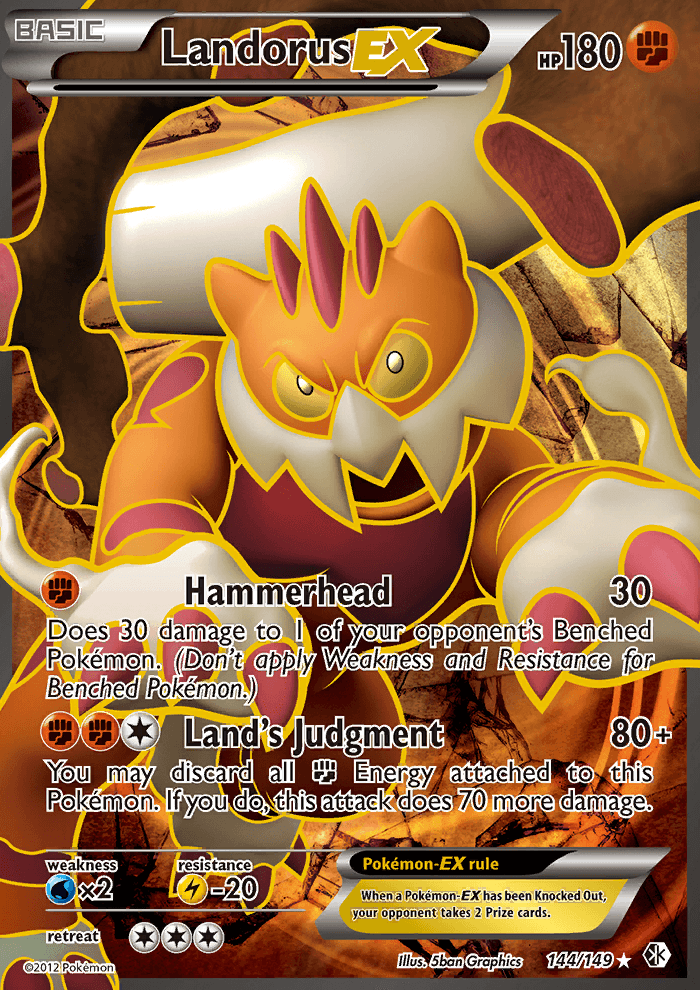 BASIC
LandorusEX
HP180
Hammerhead 30
Does 30 damage to 1 of your opponent's Benched
Pokémon. (Don't apply Weakness and Resistance for
Benched Pokémon.)
Land's Judgment 80+
You may discard all Energy attached to this
Pokémon. If you do, this attack does 70 more damage.
weakness resistance
×2 -20
Pokémon-EX rule
When a Pokémon-EX has been Knocked Out,
your opponent takes 2 Prize cards.
retreat
©2012 Pokémon
Illus. 5ban Graphics 144/149 ★